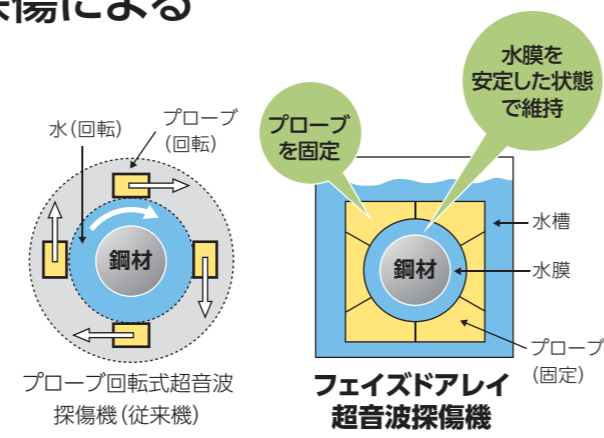 探傷による
水(回転)
プローブ
(回転)
鋼材
プローブ回転式超音波
探傷機(従来機)
プローブ
を固定
水膜を
安定した状態
で維持
鋼材
水槽
水膜
プローブ
(固定)
フェイズドアレイ
超音波探傷機